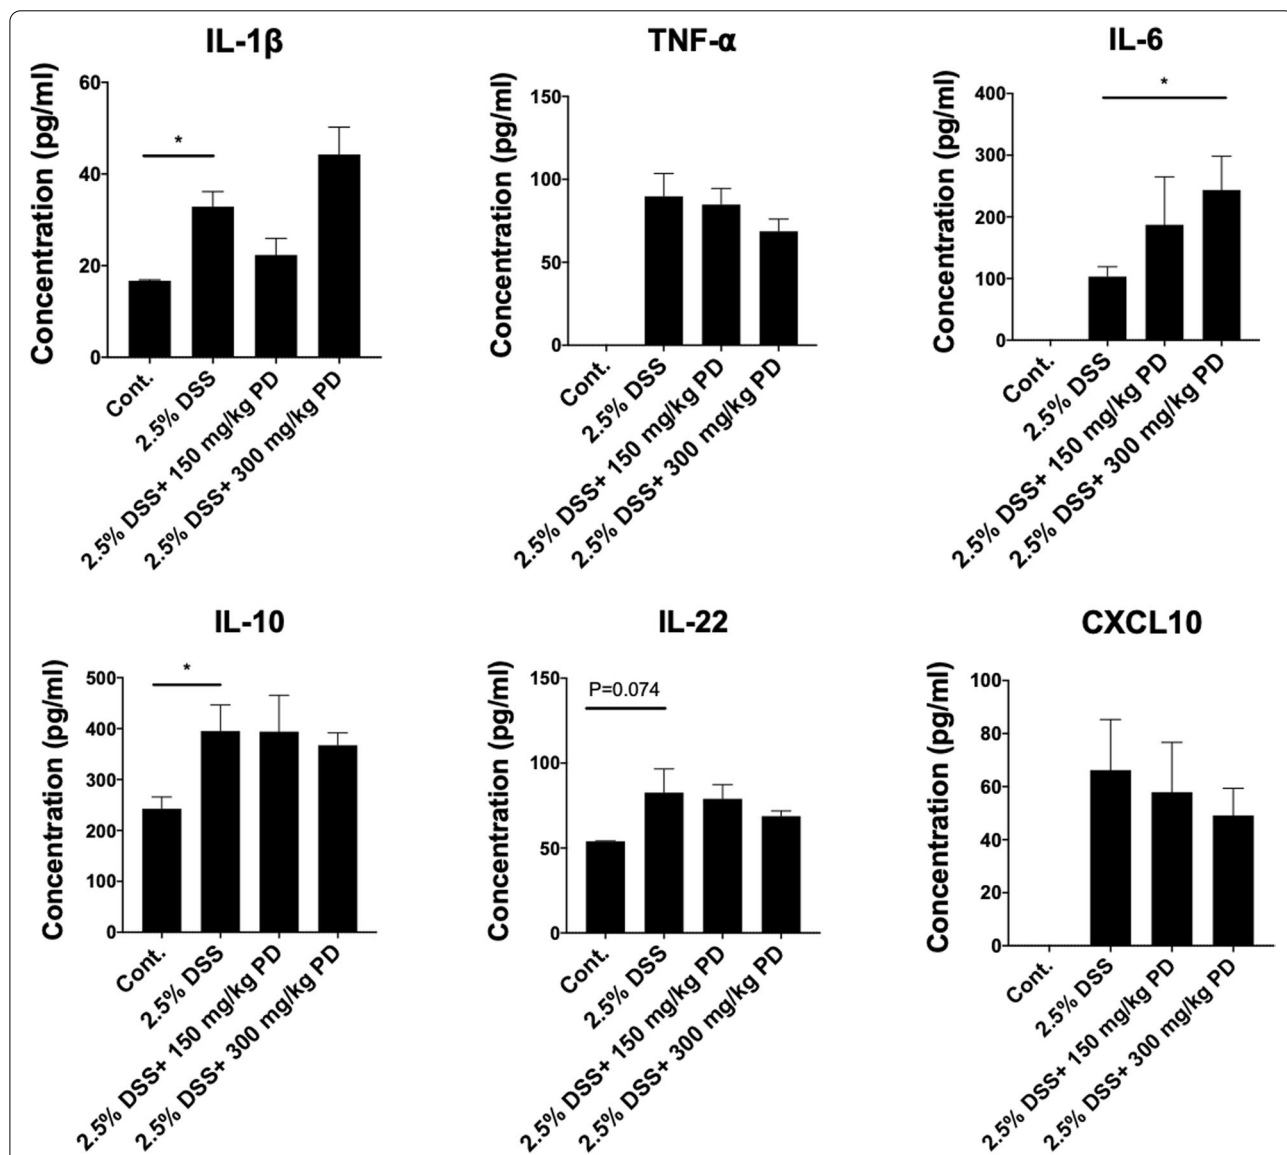 IL-1β
Concentration (pg/ml)
60
40
20
0
*
Cont.
2.5% DSS
2.5% DSS+ 150 mg/kg PD
2.5% DSS+ 300 mg/kg PD
TNF-α
Concentration (pg/ml)
150
100
50
0
Cont.
2.5% DSS
2.5% DSS+ 150 mg/kg PD
2.5% DSS+ 300 mg/kg PD
IL-6
Concentration (pg/ml)
400
300
200
100
0
*
Cont.
2.5% DSS
2.5% DSS+ 150 mg/kg PD
2.5% DSS+ 300 mg/kg PD
IL-10
Concentration (pg/ml)
500
400
300
200
100
0
*
Cont.
2.5% DSS
2.5% DSS+ 150 mg/kg PD
2.5% DSS+ 300 mg/kg PD
IL-22
Concentration (pg/ml)
150
100
50
0
P=0.074
Cont.
2.5% DSS
2.5% DSS+ 150 mg/kg PD
2.5% DSS+ 300 mg/kg PD
CXCL10
Concentration (pg/ml)
100
80
60
40
20
0
Cont.
2.5% DSS
2.5% DSS+ 150 mg/kg PD
2.5% DSS+ 300 mg/kg PD